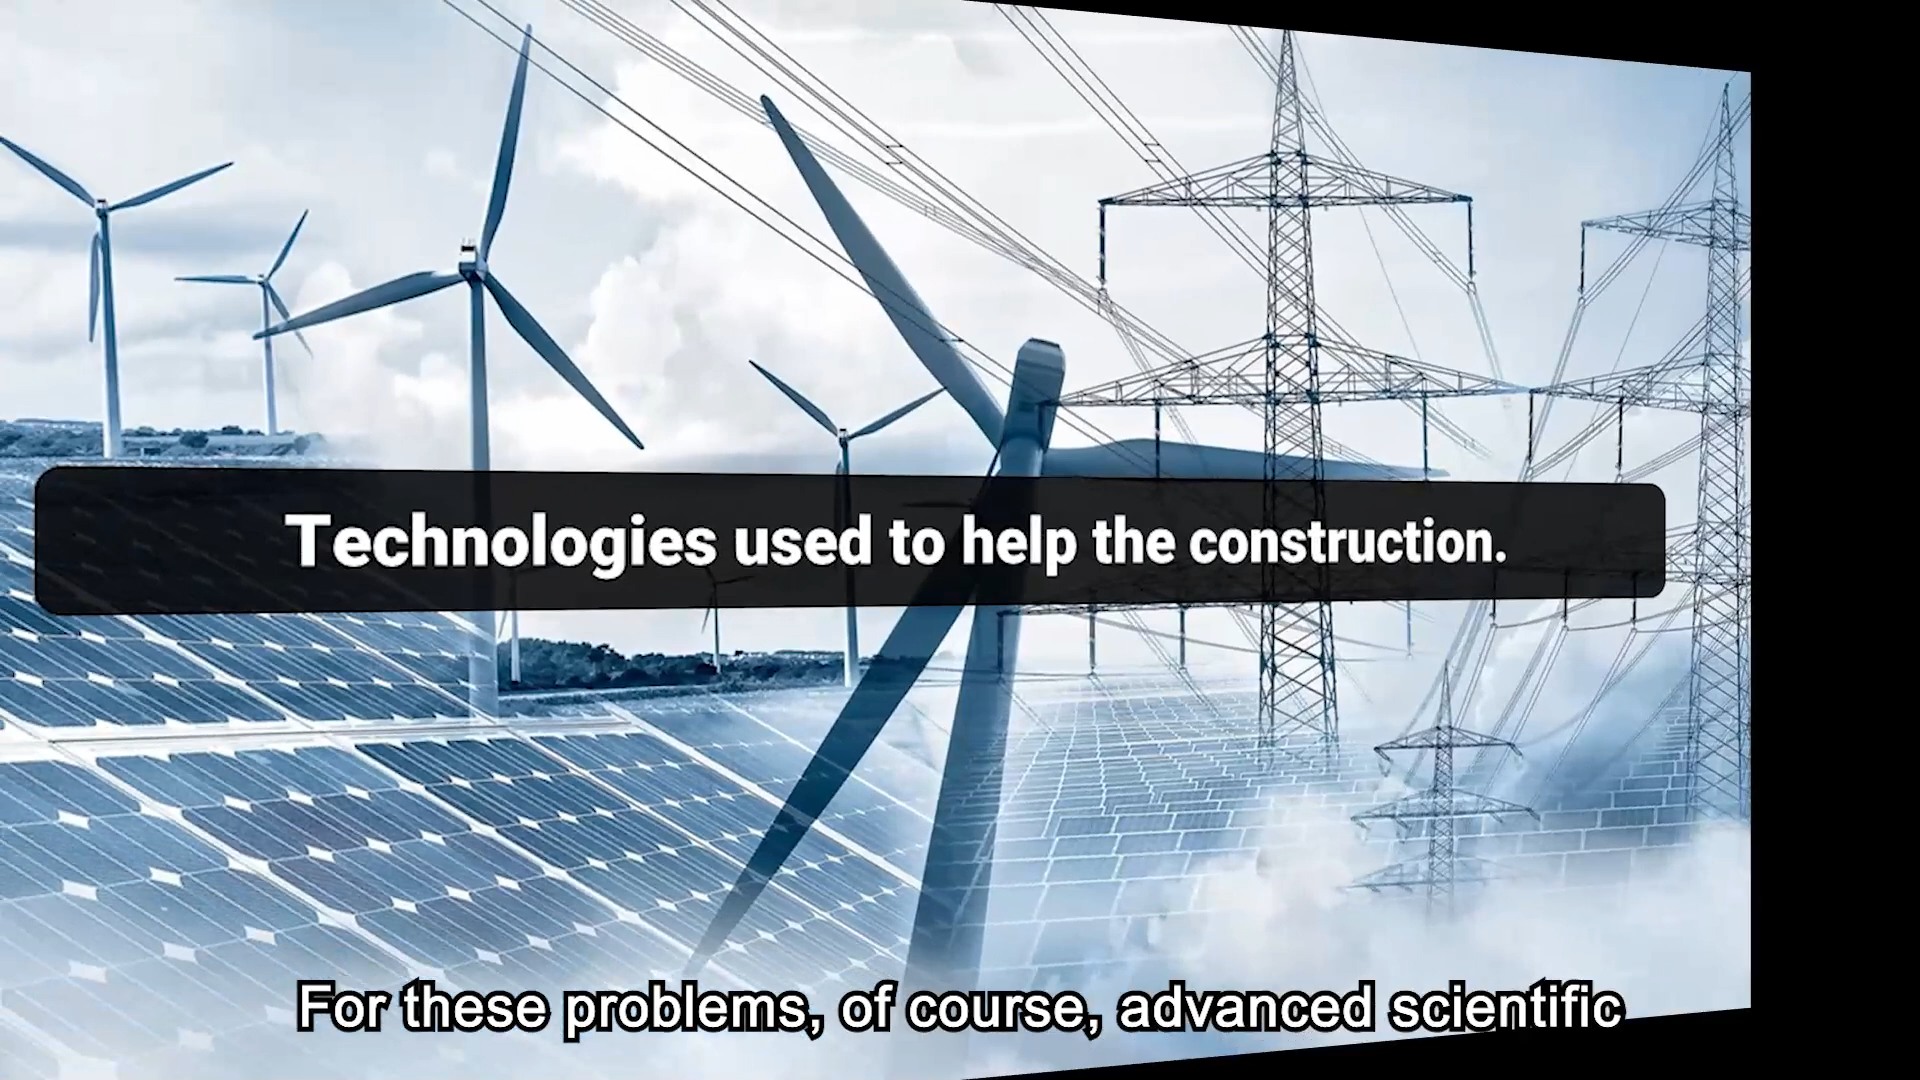 Technologies used to help the construction.
For these problems, of course, advanced scientific